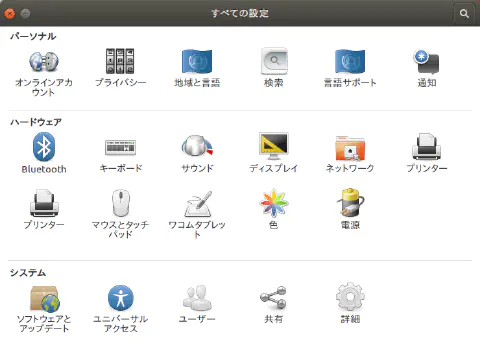 すべての設定
パーソナル
オンラインアカ
ウント
プライバシー
地域と言語
検索
言語サポート
通知
ハードウェア
Bluetooth
キーボード
サウンド
ディスプレイ
ネットワーク
プリンター
プリンター
マウスとタッチ
パッド
ワコムタブレッ
ト
色
電源
システム
ソフトウェアと
アップデート
ユニバーサル
アクセス
ユーザー
共有
詳細